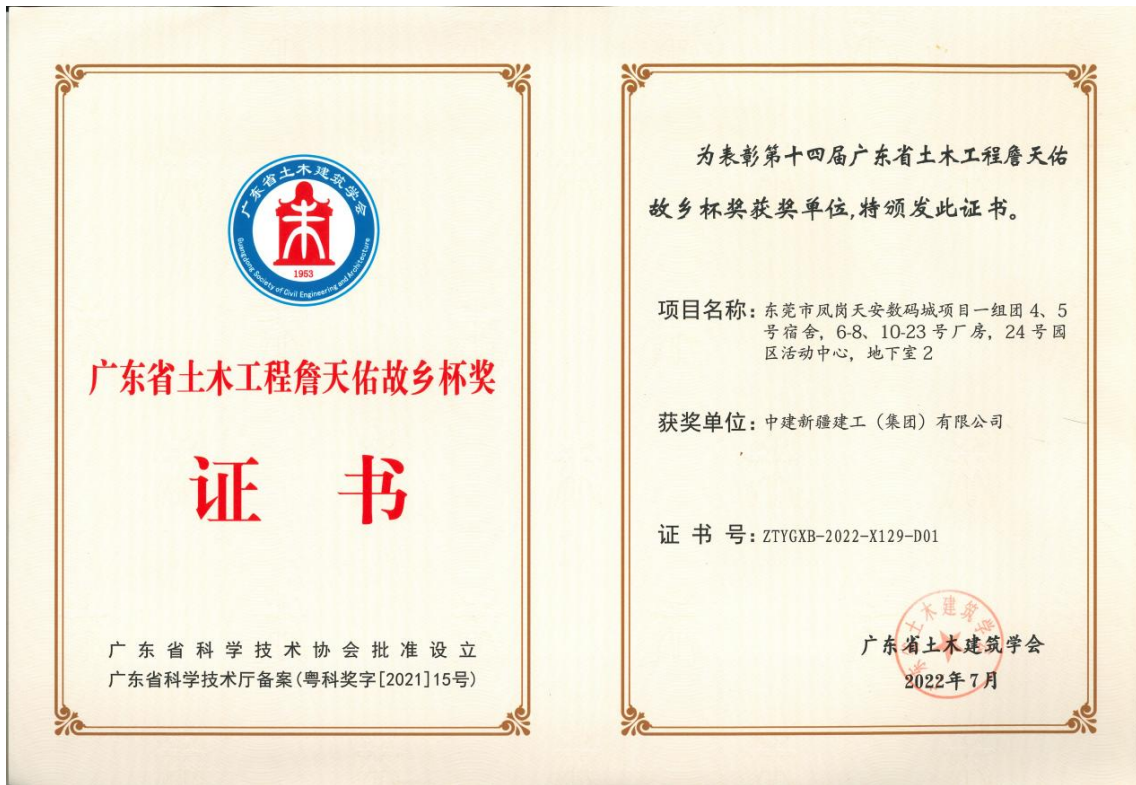 广东省土木建筑学会
1953
Guangdong Society of Civil Engineering and Architecture
广东省土木工程詹天佑故乡杯奖
证 书
广东省科学技术协会批准设立
广东省科学技术厅备案(粤科奖字[2021]15号)
为表彰第十四届广东省土木工程詹天佑
故乡杯奖获奖单位,特颁发此证书。
项目名称:东莞市凤岗天安数码城项目一组团 4、5
号宿舍, 6-8、10-23 号厂房, 24 号园
区活动中心, 地下室 2
获奖单位:中建新疆建工 (集团) 有限公司
证 书 号:ZTYGXB-2022-X129-D01
广东省土木建筑学会
2022年7月